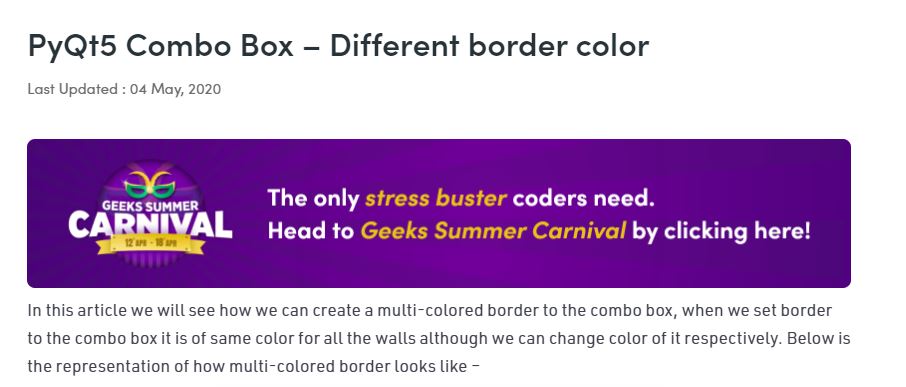 PyQt5 Combo Box – Different border color
Last Updated : 04 May, 2020
GEEKS SUMMER
CARNIVAL
12 APR - 18 APR
The only stress buster coders need.
Head to Geeks Summer Carnival by clicking here!
In this article we will see how we can create a multi-colored border to the combo box, when we set border
to the combo box it is of same color for all the walls although we can change color of it respectively. Below is
the representation of how multi-colored border looks like –